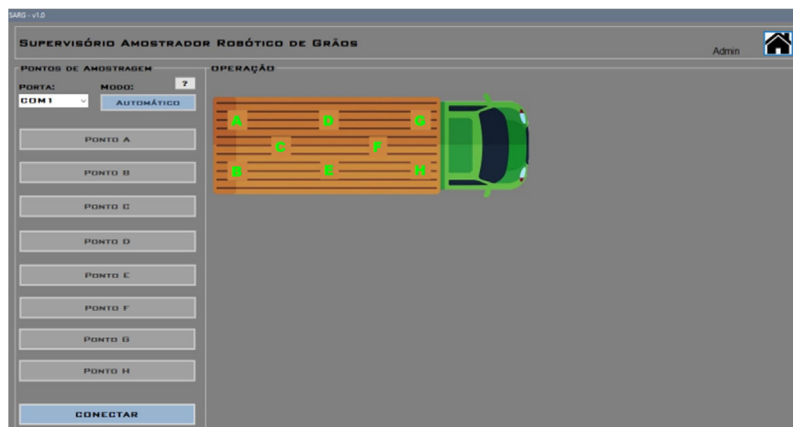 SARG - v1.0
Supervisório Amostrador Robótico de Grãos
Admin
Pontos de Amostragem
Operação
Porta:
Modo:
?
COM1
Automático
A
D
G
C
F
B
E
H
Ponto A
Ponto B
Ponto C
Ponto D
Ponto E
Ponto F
Ponto G
Ponto H
CONECTAR